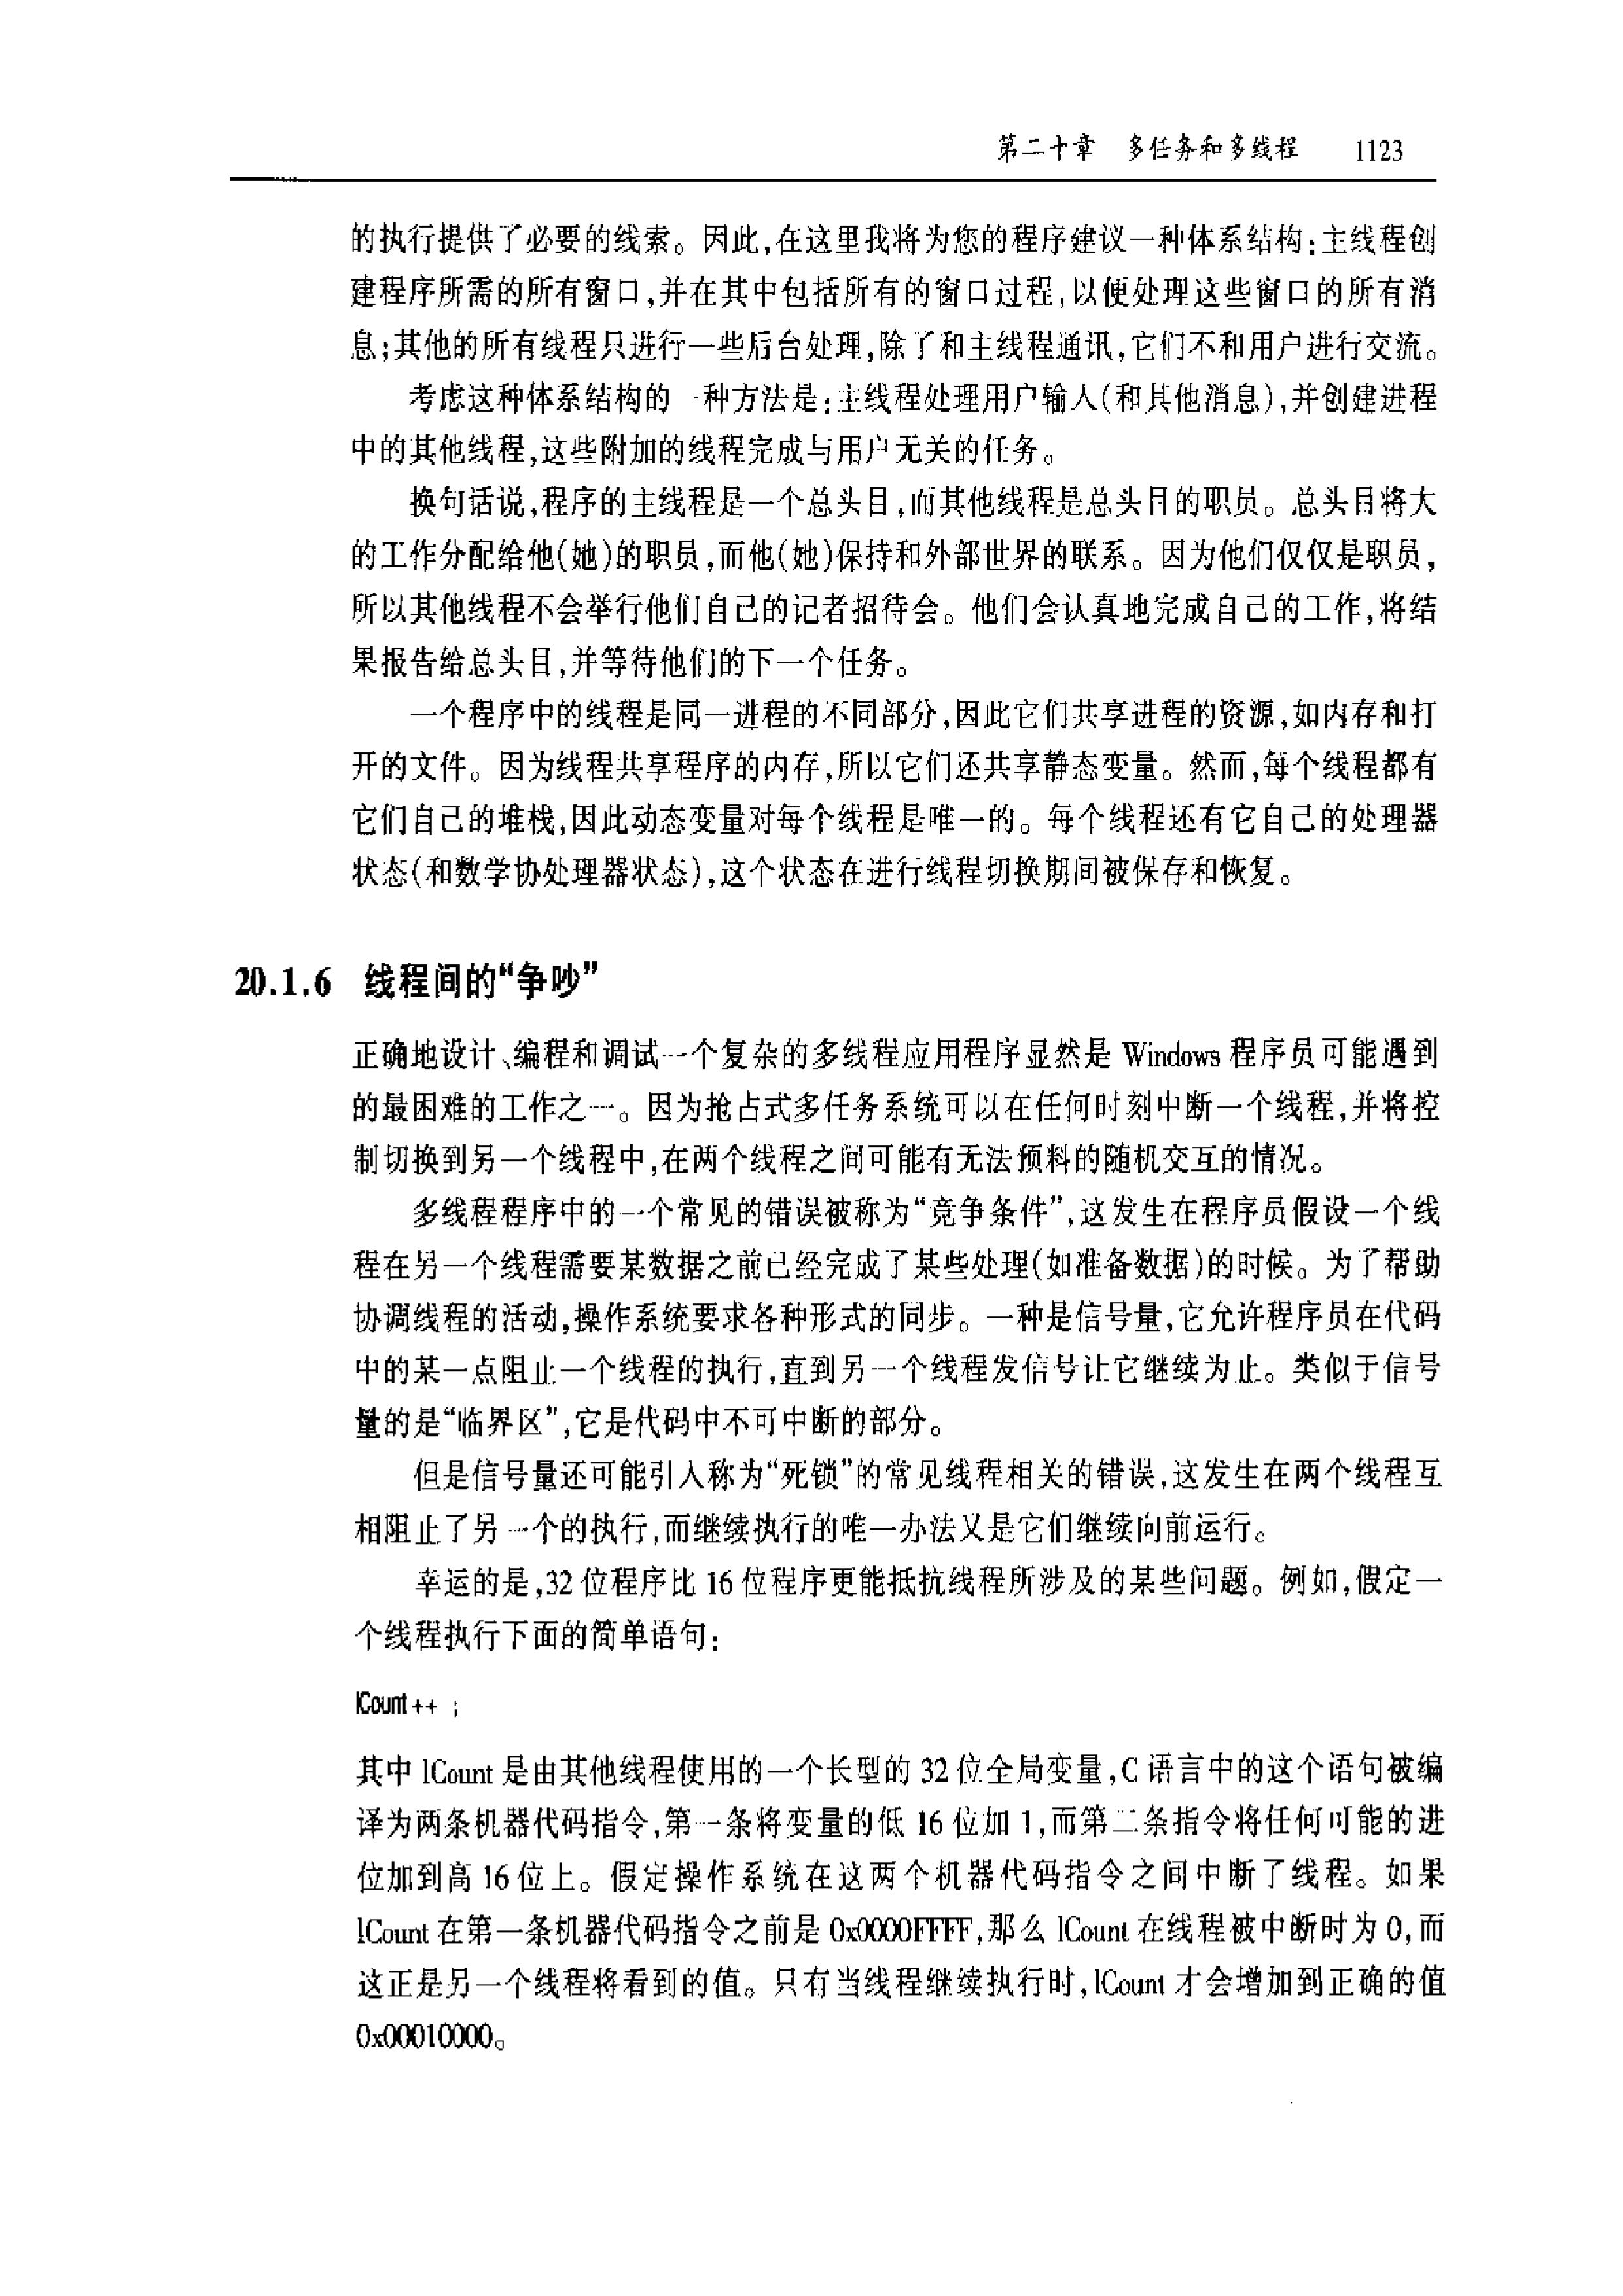 第二十章 多任务和多线程 1123
的执行提供了必要的线索。因此,在这里我将为您的程序建议一种体系结构:主线程创
建程序所需的所有窗口,并在其中包括所有的窗口过程,以便处理这些窗口的所有消
息;其他的所有线程只进行一些后台处理,除了和主线程通讯,它们不和用户进行交流。
考虑这种体系结构的一种方法是:主线程处理用户输入(和其他消息),并创建进程
中的其他线程,这些附加的线程完成与用户无关的任务。
换句话说,程序的主线程是一个总头目,而其他线程是总头目的职员。总头目将大
的工作分配给他(她)的职员,而他(她)保持和外部世界的联系。因为他们仅仅是职员,
所以其他线程不会举行他们自己的记者招待会。他们会认真地完成自己的工作,将结
果报告给总头目,并等待他们的下一个任务。
一个程序中的线程是同一进程的不同部分,因此它们共享进程的资源,如内存和打
开的文件。因为线程共享程序的内存,所以它们还共享静态变量。然而,每个线程都有
它们自己的堆栈,因此动态变量对每个线程是唯一的。每个线程还有它自己的处理器
状态(和数学协处理器状态),这个状态在进行线程切换期间被保存和恢复。
20.1.6 线程间的“争吵”
正确地设计、编程和调试一个复杂的多线程应用程序显然是 Windows 程序员可能遇到
的最困难的工作之一。因为抢占式多任务系统可以在任何时刻中断一个线程,并将控
制切换到另一个线程中,在两个线程之间可能有无法预料的随机交互的情况。
多线程程序中的一个常见的错误被称为“竞争条件”,这发生在程序员假设一个线
程在另一个线程需要某数据之前已经完成了某些处理(如准备数据)的时候。为了帮助
协调线程的活动,操作系统要求各种形式的同步。一种是信号量,它允许程序员在代码
中的某一点阻止一个线程的执行,直到另一个线程发信号让它继续为止。类似于信号
量的是“临界区”,它是代码中不可中断的部分。
但是信号量还可能引入称为“死锁”的常见线程相关的错误,这发生在两个线程互
相阻止了另一个的执行,而继续执行的唯一办法又是它们继续向前运行。
幸运的是,32 位程序比 16 位程序更能抵抗线程所涉及的某些问题。例如,假定一
个线程执行下面的简单语句:
lCount++ ;
其中 lCount 是由其他线程使用的一个长型的 32 位全局变量,C 语言中的这个语句被编
译为两条机器代码指令,第一条将变量的低 16 位加 1,而第二条指令将任何可能的进
位加到高 16 位上。假定操作系统在这两个机器代码指令之间中断了线程。如果
lCount 在第一条机器代码指令之前是 0x0000FFFF,那么 lCount 在线程被中断时为 0,而
这正是另一个线程将看到的值。只有当线程继续执行时,lCount 才会增加到正确的值
0x00010000。